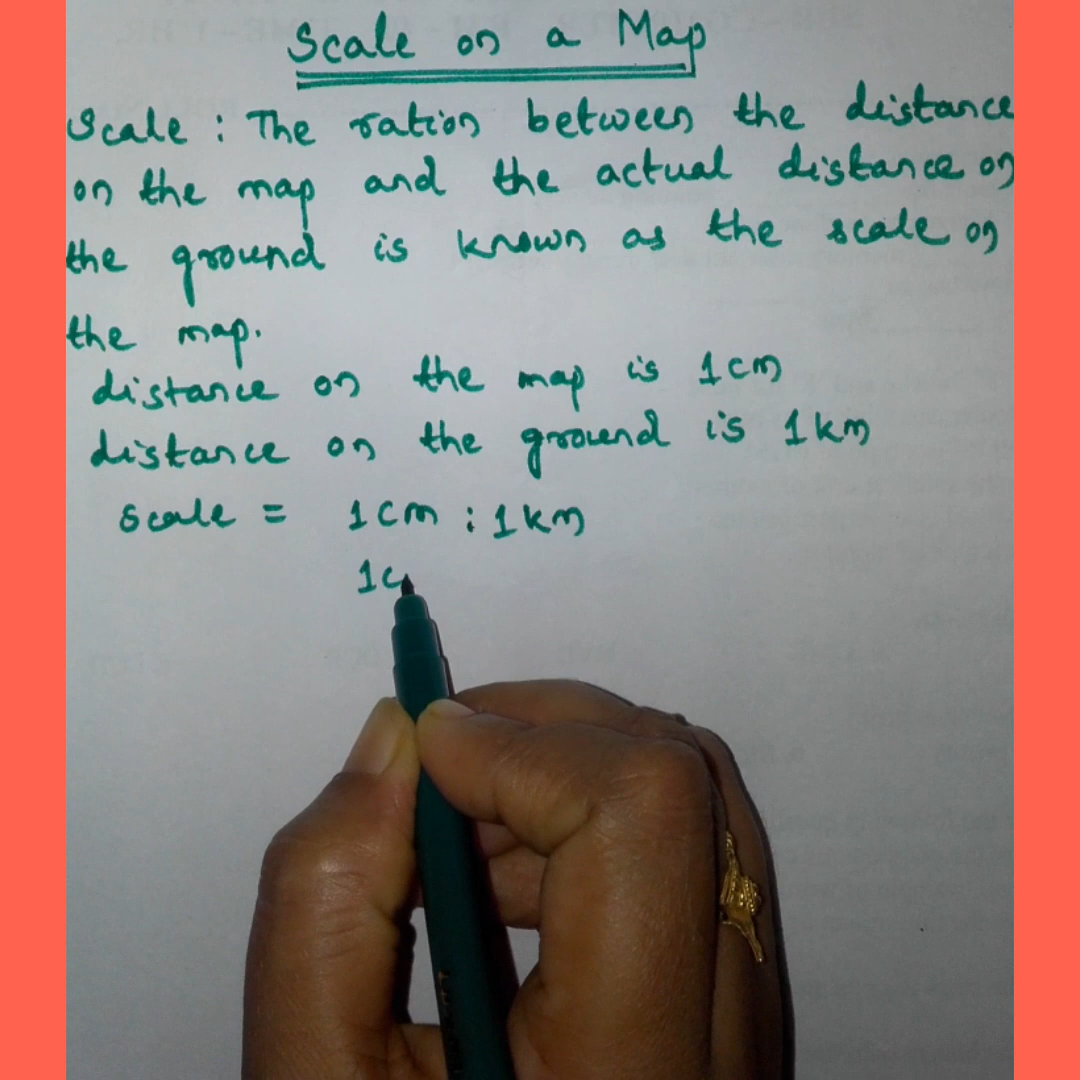 Scale on a Map
Scale : The ration between the distance
on the map and the actual distance on
the ground is known as the scale on
the map.
distance on the map is 1cm
distance on the ground is 1km
scale = 1cm : 1km
1c